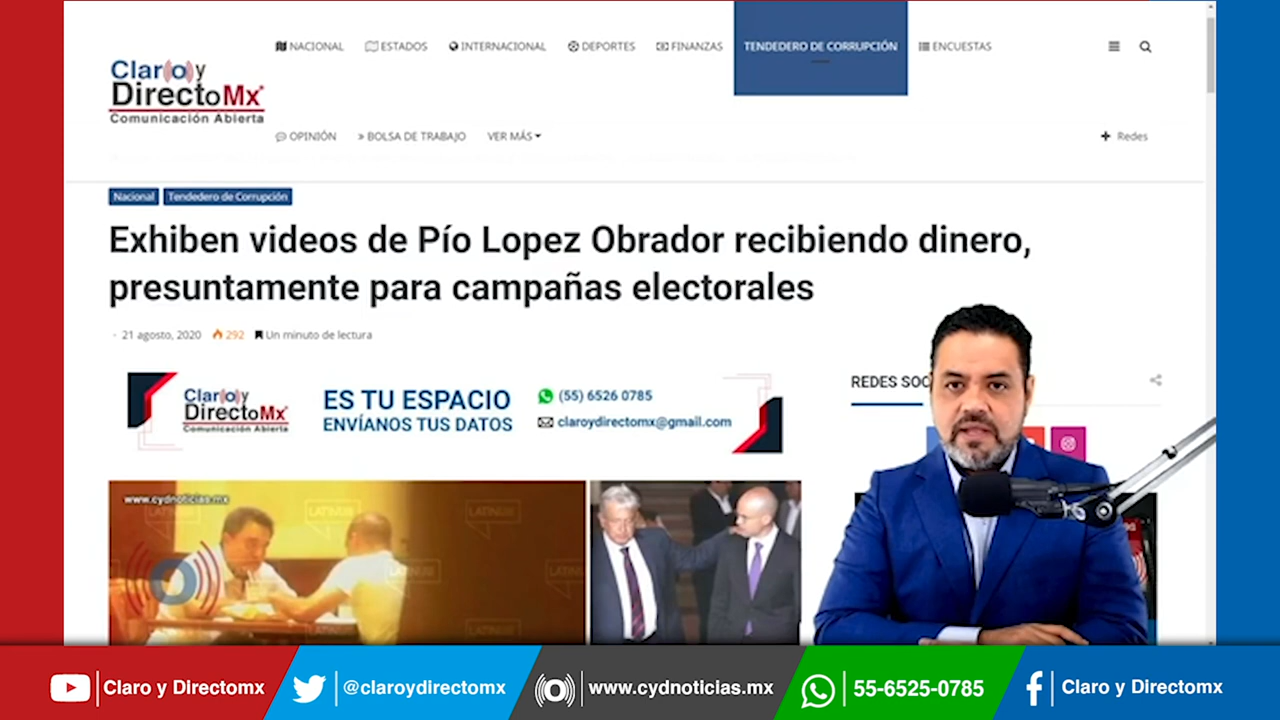 NACIONAL
ESTADOS
INTERNACIONAL
DEPORTES
FINANZAS
TENDEDERO DE CORRUPCIÓN
ENCUESTAS
Claro y
DirectoMx
Comunicación Abierta
OPINIÓN
» BOLSA DE TRABAJO
VER MÁS
+ Redes
Nacional
Tendedero de Corrupción
Exhiben videos de Pío Lopez Obrador recibiendo dinero,
presuntamente para campañas electorales
- 21 agosto, 2020
292
Un minuto de lectura
Claro y
DirectoMx
Comunicación Abierta
ES TU ESPACIO
ENVÍANOS TUS DATOS
(55) 6526 0785
claroydirectomx@gmail.com
REDES SOC
www.cydnoticias.mx
LATINUS
LATINUS
LATINUS
Claro y Directomx
@claroydirectomx
www.cydnoticias.mx
55-6525-0785
Claro y Directomx